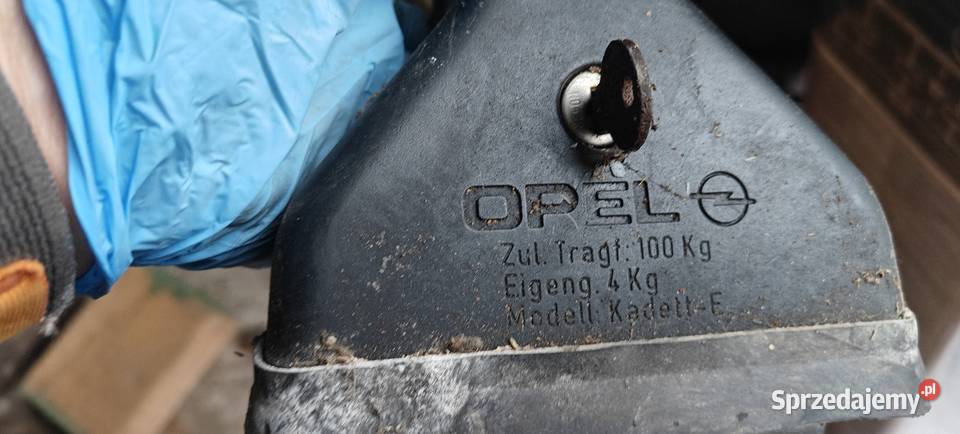 OPEL
Zul. Tragf: 100 Kg
Eigeng. 4 Kg
Modell: Kadett-E
Sprzedajemy.pl